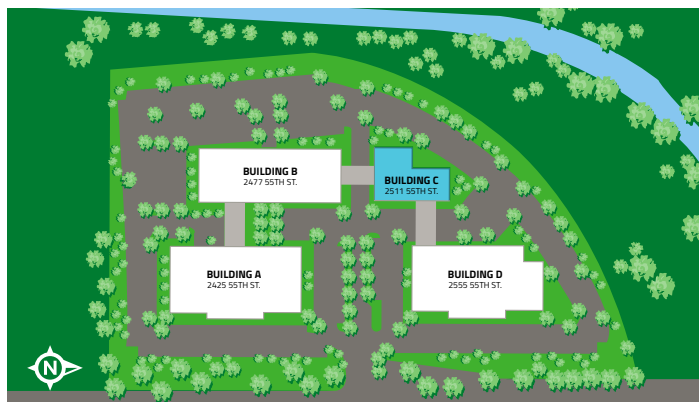 BUILDING B
2477 55TH ST.
BUILDING C
2511 55TH ST.
BUILDING A
2425 55TH ST.
BUILDING D
2555 55TH ST.
N